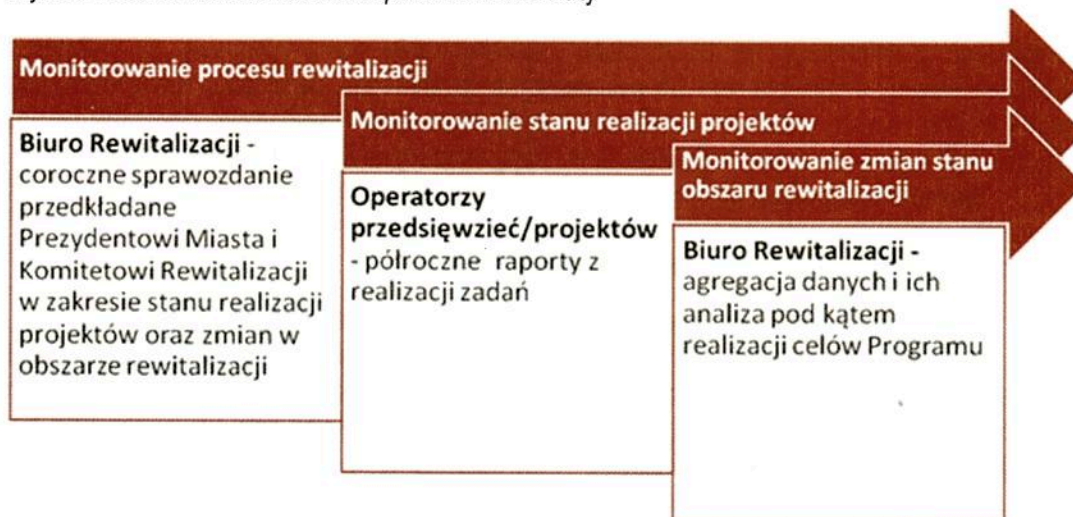 Monitorowanie procesu rewitalizacji
Biuro Rewitalizacji -
coroczne sprawozdanie
przedkładane
Prezydentowi Miasta i
Komitetowi Rewitalizacji
w zakresie stanu realizacji
projektów oraz zmian w
obszarze rewitalizacji
Monitorowanie stanu realizacji projektów
Operatorzy
przedsięwzieć/projektów
- półroczne raporty z
realizacji zadań
Monitorowanie zmian stanu
obszaru rewitalizacji
Biuro Rewitalizacji -
agregacja danych i ich
analiza pod kątem
realizacji celów Programu